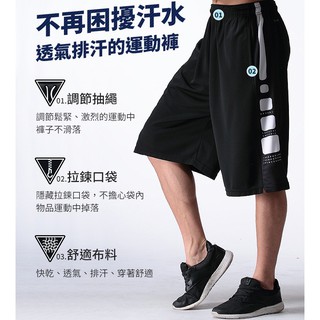 不再困擾汗水
透氣排汗的運動褲
01
02
01.調節抽繩
調節鬆緊、激烈的運動中
褲子不滑落
02.拉鍊口袋
隱藏拉鍊口袋，不擔心袋內
物品運動中掉落
03.舒適布料
快乾、透氣、排汗、穿著舒適